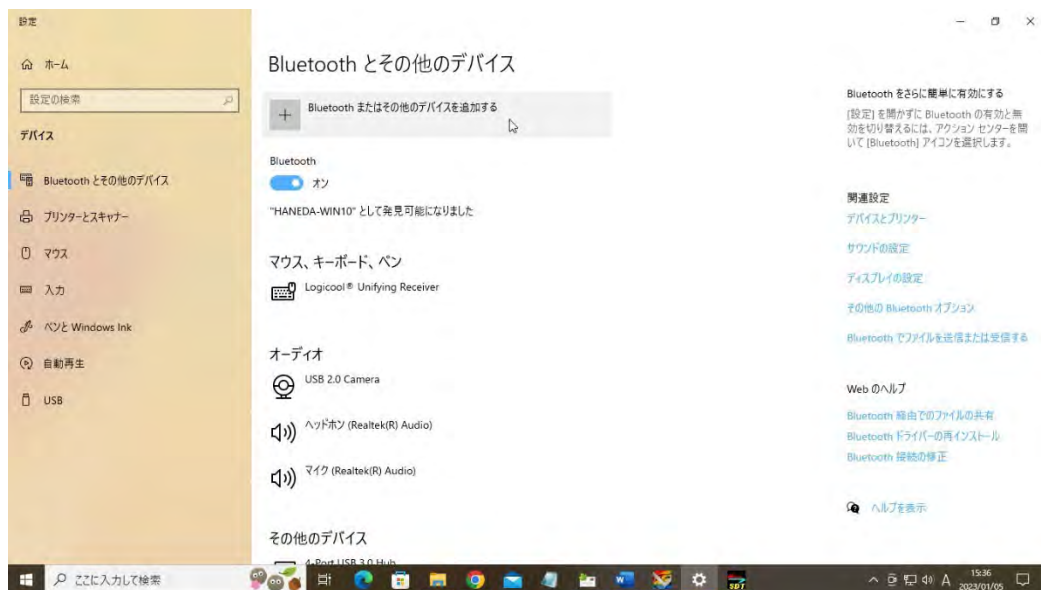 設定
ホーム
設定の検索
デバイス
Bluetooth とその他のデバイス
プリンターとスキャナー
マウス
入力
ペンと Windows Ink
自動再生
USB
Bluetooth とその他のデバイス
Bluetooth またはその他のデバイスを追加する
Bluetooth
オン
"HANEDA-WIN10" として発見可能になりました
マウス、キーボード、ペン
Logicool® Unifying Receiver
オーディオ
USB 2.0 Camera
ヘッドホン (Realtek(R) Audio)
マイク (Realtek(R) Audio)
その他のデバイス
4-Port USB 3.0 Hub
Bluetooth をさらに簡単に有効にする
[設定] を開かずに Bluetooth の有効と無
効を切り替えるには、アクション センターを開
いて [Bluetooth] アイコンを選択します。
関連設定
デバイスとプリンター
サウンドの設定
ディスプレイの設定
その他の Bluetooth オプション
Bluetooth でファイルを送信または受信する
Web のヘルプ
Bluetooth 経由でのファイルの共有
Bluetooth ドライバーの再インストール
Bluetooth 接続の修正
ヘルプを表示
ここに入力して検索
SDT
A
15:36
2023/01/05